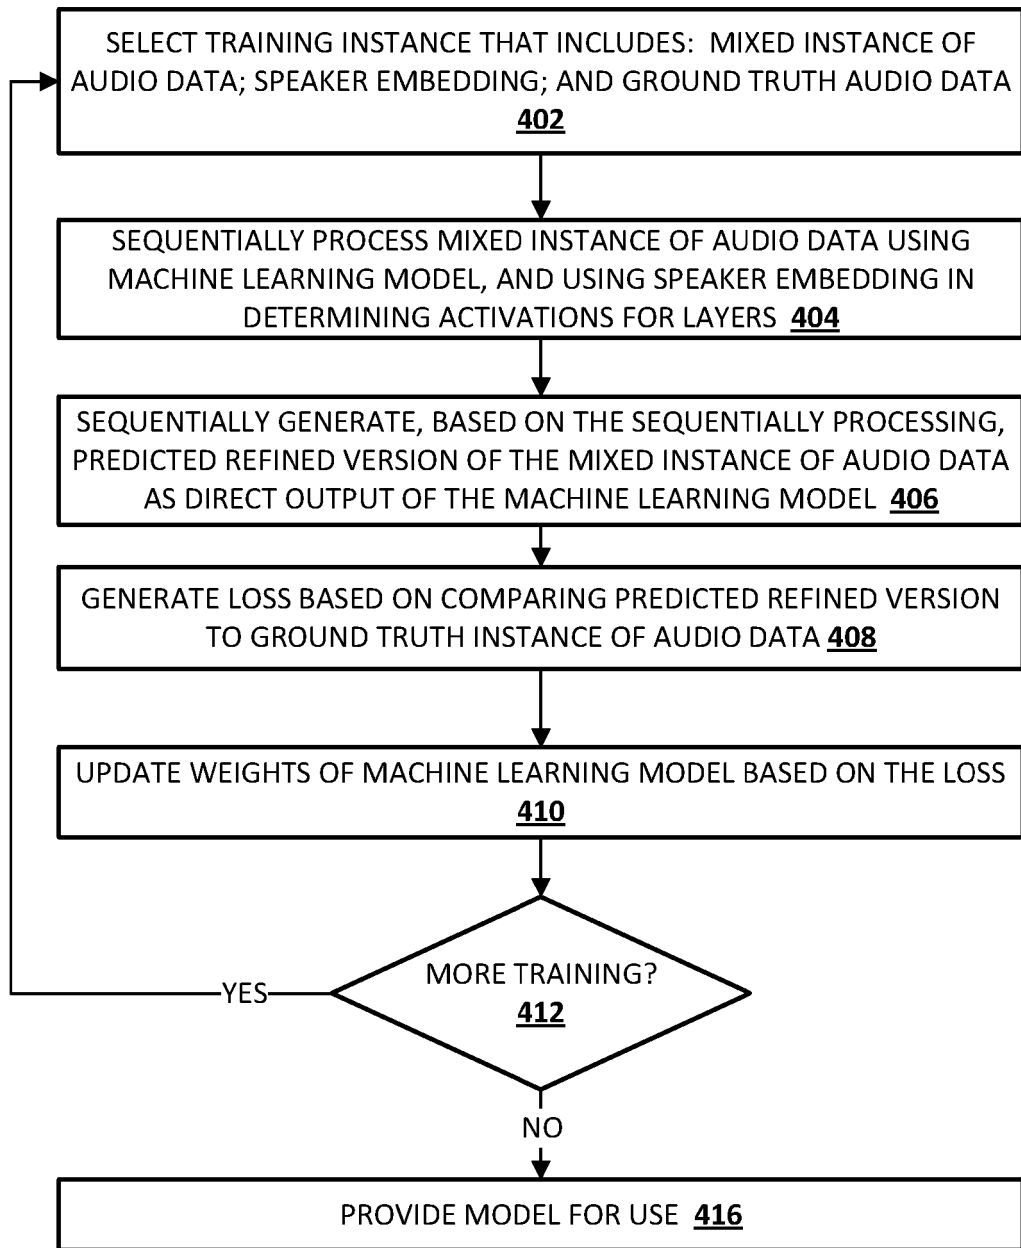 SELECT TRAINING INSTANCE THAT INCLUDES: MIXED INSTANCE OF
AUDIO DATA; SPEAKER EMBEDDING; AND GROUND TRUTH AUDIO DATA
402
SEQUENTIALLY PROCESS MIXED INSTANCE OF AUDIO DATA USING
MACHINE LEARNING MODEL, AND USING SPEAKER EMBEDDING IN
DETERMINING ACTIVATIONS FOR LAYERS 404
SEQUENTIALLY GENERATE, BASED ON THE SEQUENTIALLY PROCESSING,
PREDICTED REFINED VERSION OF THE MIXED INSTANCE OF AUDIO DATA
AS DIRECT OUTPUT OF THE MACHINE LEARNING MODEL 406
GENERATE LOSS BASED ON COMPARING PREDICTED REFINED VERSION
TO GROUND TRUTH INSTANCE OF AUDIO DATA 408
UPDATE WEIGHTS OF MACHINE LEARNING MODEL BASED ON THE LOSS
410
MORE TRAINING?
412
YES
NO
PROVIDE MODEL FOR USE 416